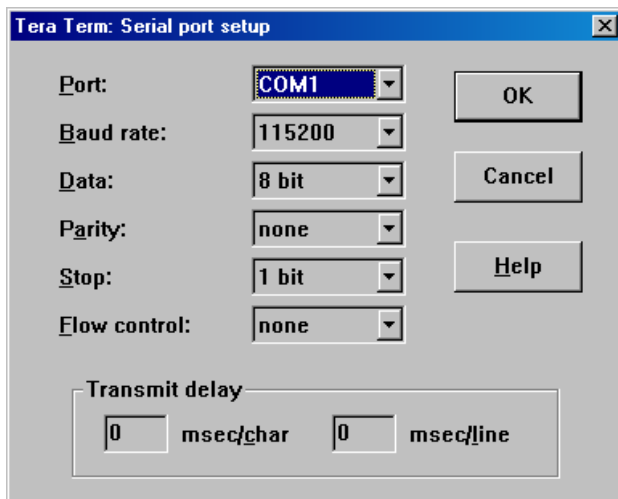 Tera Term: Serial port setup
Port: COM1
OK
Baud rate: 115200
Data: 8 bit
Cancel
Parity: none
Stop: 1 bit
Help
Flow control: none
Transmit delay
0 msec/char 0 msec/line